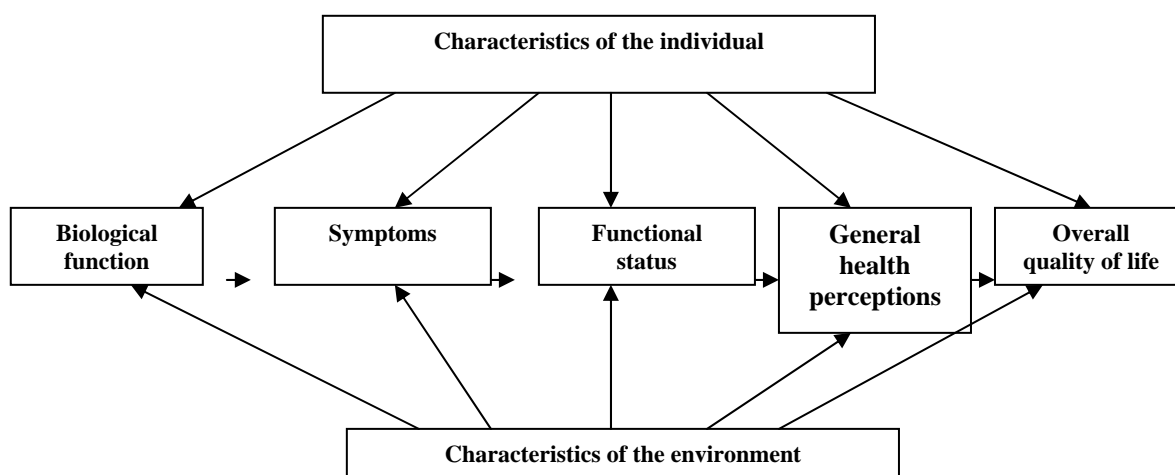 Characteristics of the individual
Biological
function
Symptoms
Functional
status
General
health
perceptions
Overall
quality of life
Characteristics of the environment